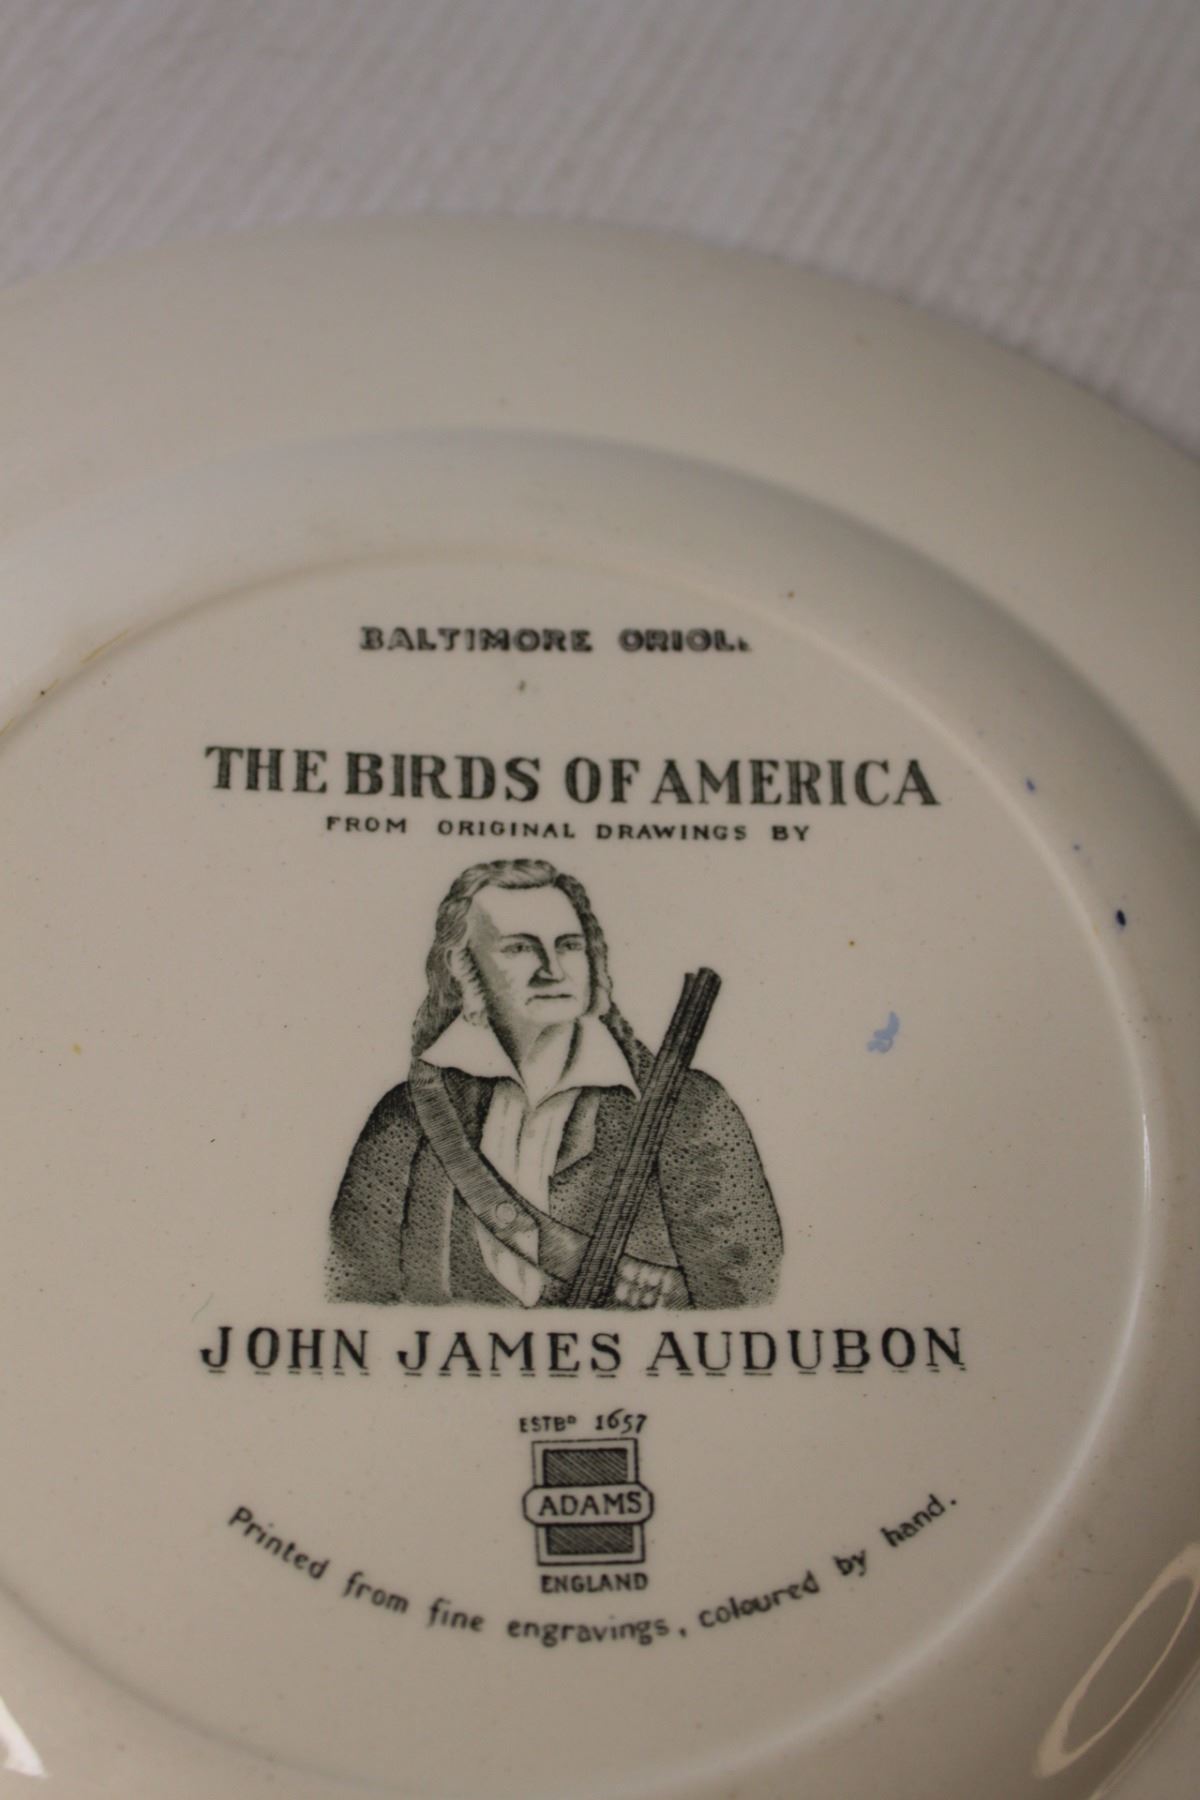 BALTIMORE ORIOL.
THE BIRDS OF AMERICA
FROM ORIGINAL DRAWINGS BY
JOHN JAMES AUDUBON
ESTBD 1657
ADAMS
ENGLAND
Printed from fine engravings, coloured by hand.